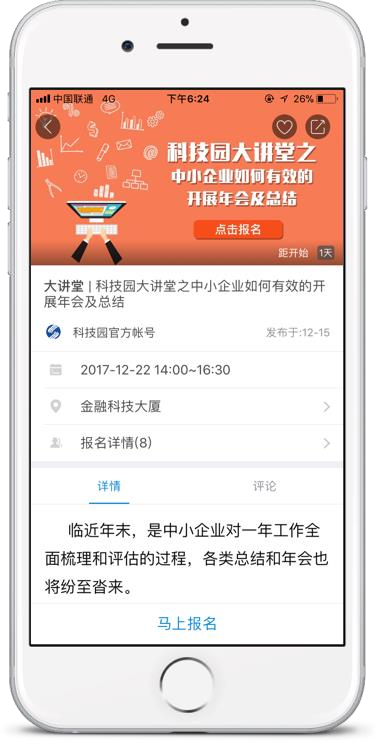 中国联通 4G 下午6:24 26%
科技园大讲堂之
中小企业如何有效的
开展年会及总结
点击报名
距开始 1天
大讲堂 | 科技园大讲堂之中小企业如何有效的开
展年会及总结
科技园官方帐号 发布于:12-15
2017-12-22 14:00~16:30
金融科技大厦
报名详情(8)
详情 评论
临近年末，是中小企业对一年工作全
面梳理和评估的过程，各类总结和年会也
将纷至沓来。
马上报名